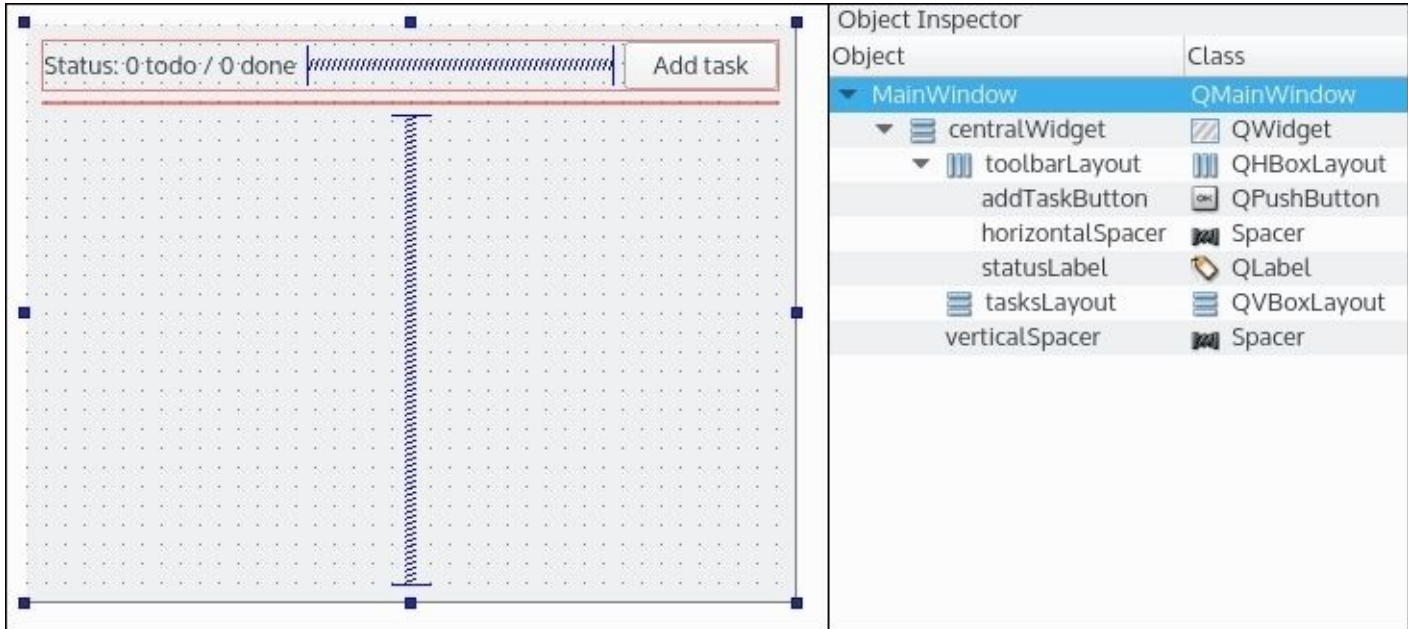 Status: 0 todo / 0 done
Add task
Object Inspector
Object Class
MainWindow QMainWindow
centralWidget QWidget
toolbarLayout QHBoxLayout
addTaskButton QPushButton
horizontalSpacer Spacer
statusLabel QLabel
tasksLayout QVBoxLayout
verticalSpacer Spacer